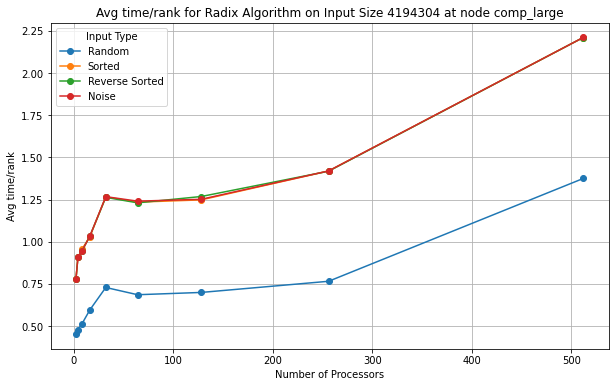 Avg time/rank for Radix Algorithm on Input Size 4194304 at node comp_large
Input Type
Random
Sorted
Reverse Sorted
Noise
2.25
2.00
1.75
1.50
1.25
1.00
0.75
0.50
Avg time/rank
0 100 200 300 400 500
Number of Processors